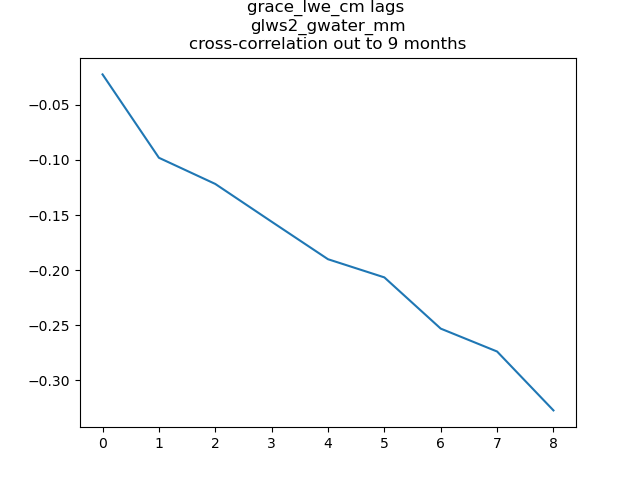 grace_lwe_cm lags
glws2_gwater_mm
cross-correlation out to 9 months
−0.05
−0.10
−0.15
−0.20
−0.25
−0.30
0 1 2 3 4 5 6 7 8